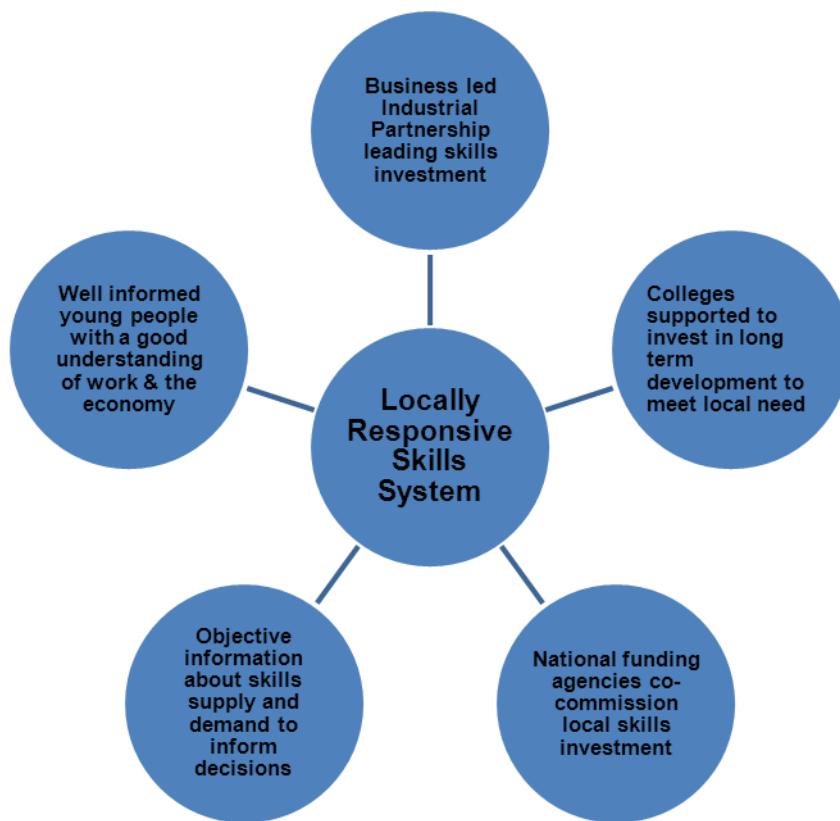 Business led
Industrial
Partnership
leading skills
investment
Well informed
young people
with a good
understanding
of work & the
economy
Colleges
supported to
invest in long
term
development to
meet local need
Locally
Responsive
Skills
System
Objective
information
about skills
supply and
demand to
inform
decisions
National funding
agencies co-
commission
local skills
investment